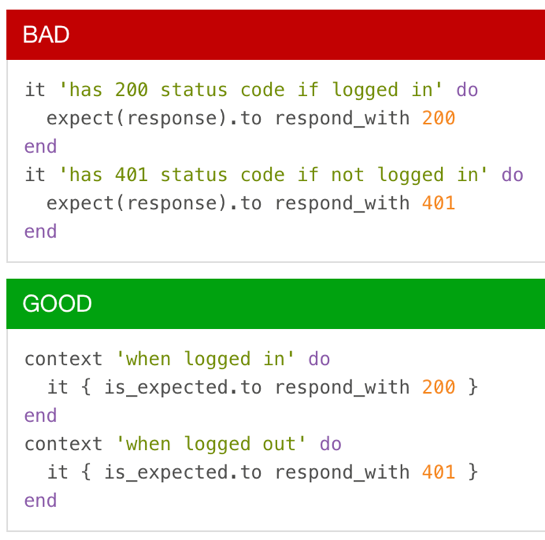 BAD
it 'has 200 status code if logged in' do
  expect(response).to respond_with 200
end
it 'has 401 status code if not logged in' do
  expect(response).to respond_with 401
end
GOOD
context 'when logged in' do
  it { is_expected.to respond_with 200 }
end
context 'when logged out' do
  it { is_expected.to respond_with 401 }
end